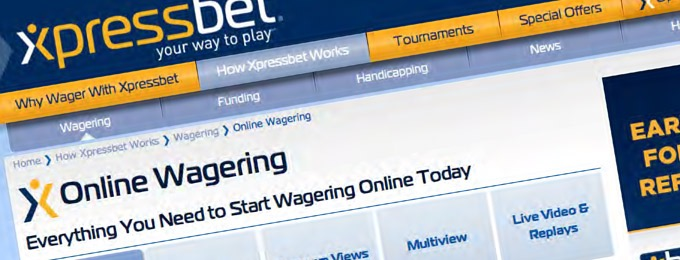 xpressbet
your way to play
Why Wager With Xpressbet
How Xpressbet Works
Tournaments
Special Offers
Wagering
Funding
Handicapping
News
Home > How Xpressbet Works > Wagering > Online Wagering
Online Wagering
Everything You Need to Start Wagering Online Today
Views
Multiview
Live Video &
Replays
EAR
FO
REF